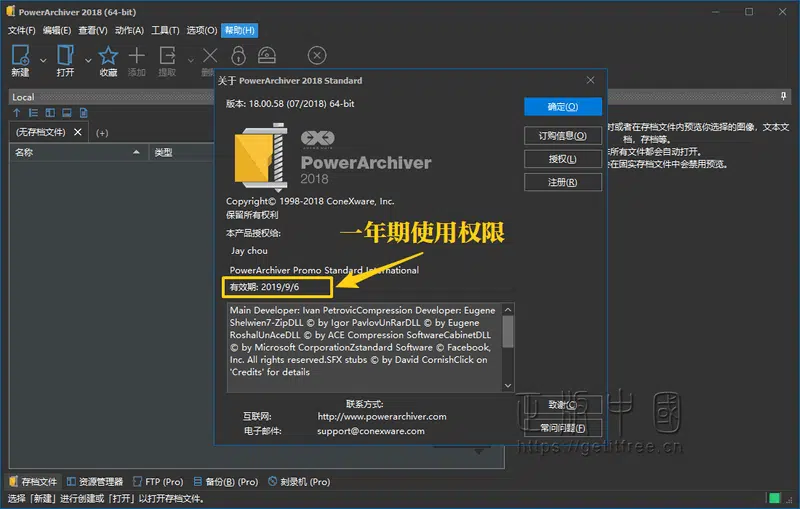 PowerArchiver 2018 (64-bit)
文件(F) 编辑(E) 查看(V) 动作(A) 工具(T) 选项(O) 帮助(H)
新建 打开 收藏 添加 提取
Local
(无存档文件) (+)
名称 类型
关于 PowerArchiver 2018 Standard
版本: 18.00.58 (07/2018) 64-bit
确定(O)
订购信息(O)
授权(L)
注册(R)
PowerArchiver
2018
Copyright© 1998-2018 ConeXware, Inc.
保留所有权利
本产品授权给:
Jay chou
PowerArchiver Promo Standard International
有效期: 2019/9/6
一年期使用权限
Main Developer: Ivan PetrovicCompression Developer: Eugene
Shelwien7-ZipDLL © by Igor PavlovUnRarDLL © by Eugene
RoshalUnAceDLL © by ACE Compression SoftwareCabinetDLL
© by Microsoft CorporationZstandard Software © Facebook,
Inc. All rights reserved.SFX stubs © by David CornishClick on
'Credits' for details
联系方式:
互联网: http://www.powerarchiver.com
电子邮件: support@conexware.com
致谢(C)
常问问题(F)
时或者在存档文件内预览你选择的图像，文本文
档，存档等。
所有文件都会自动打开。
在固实存档文件中会禁用预览。
正版中國
https://getitfree.cn
存档文件 资源管理器 FTP (Pro) 备份(B) (Pro) 刻录机 (Pro)
选择「新建」进行创建或「打开」以打开存档文件。